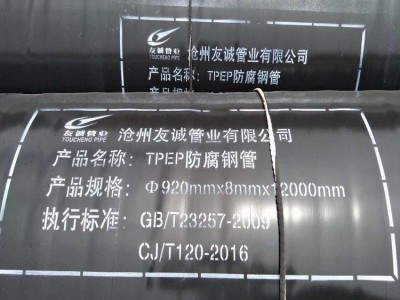 友诚管业 沧州友诚管业有限公司
YOUCHENG PIPE
产品名称：TPEP防腐钢管
友诚管业 沧州友诚管业有限公司
YOUCHENG PIPE
产品名称：TPEP防腐钢管
产品规格：Φ920mmx8mmx12000mm
执行标准：GB/T23257-2009
CJ/T120-2016